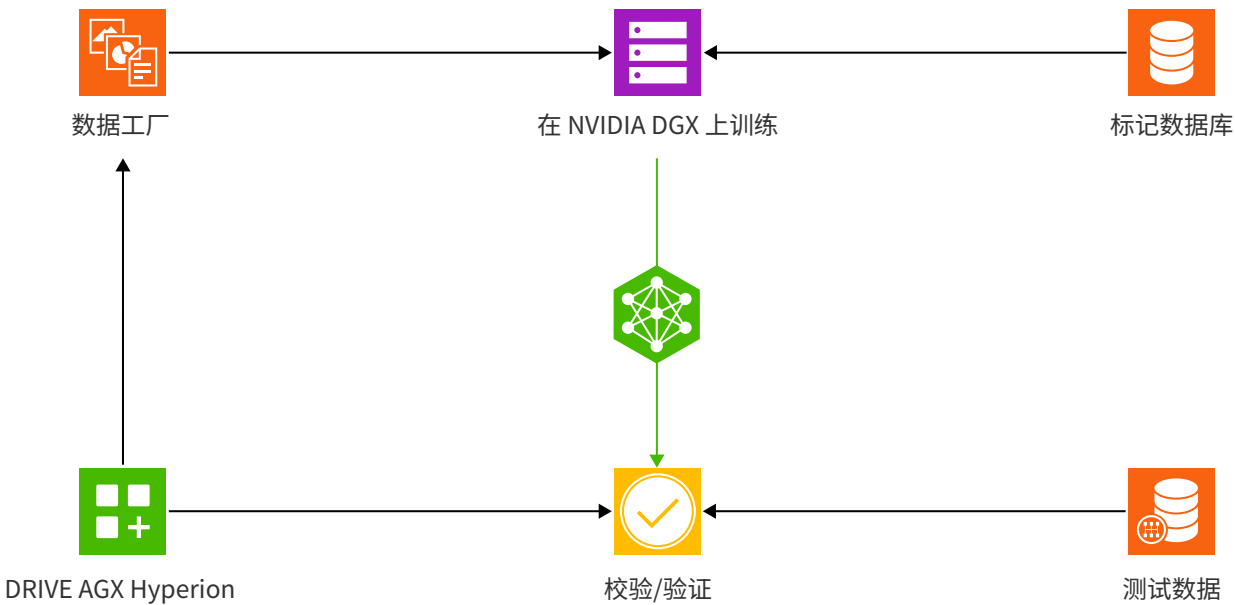 数据工厂
在 NVIDIA DGX 上训练
标记数据库
DRIVE AGX Hyperion
校验/验证
测试数据